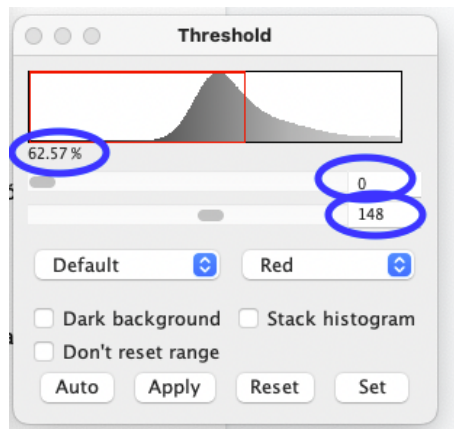 Threshold
62.57 %
0
148
Default Red
Dark background Stack histogram
Don't reset range
Auto Apply Reset Set